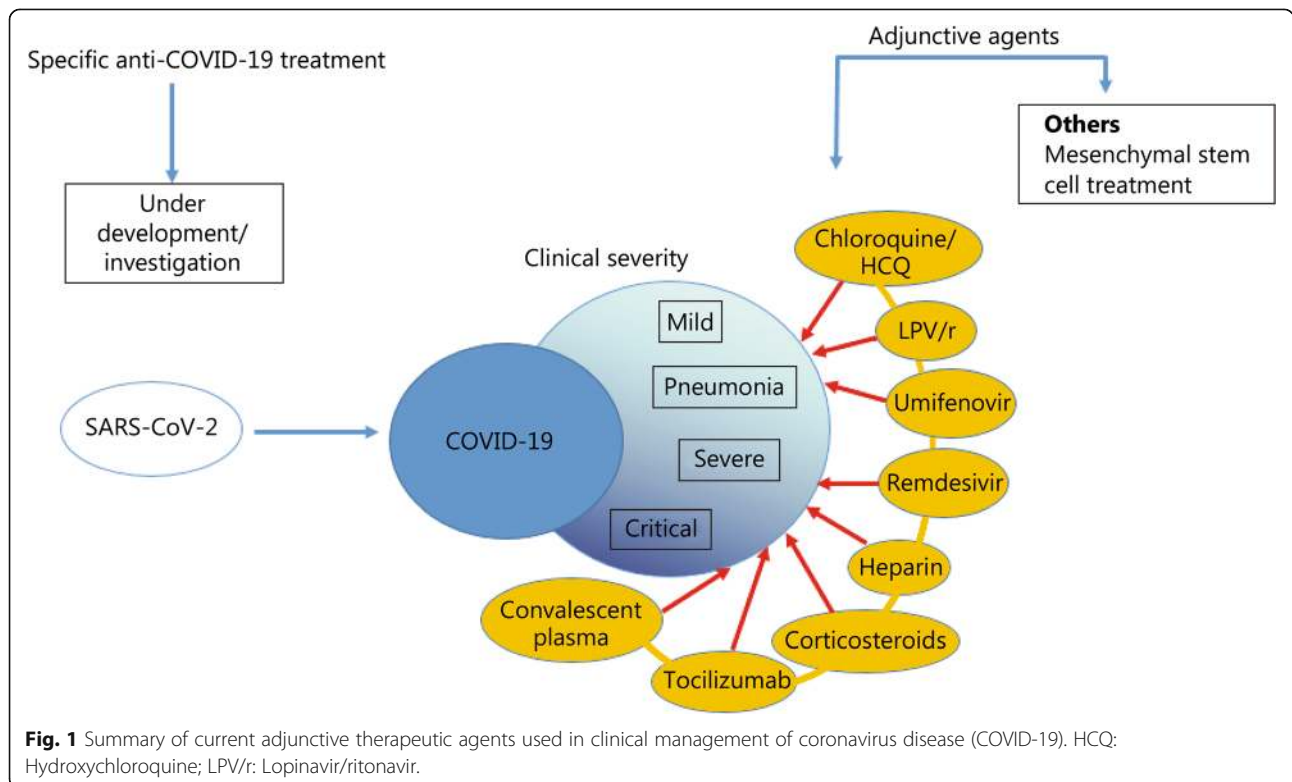 Specific anti-COVID-19 treatment
Under
development/
investigation
Adjunctive agents
Others
Mesenchymal stem
cell treatment
Clinical severity
SARS-CoV-2
COVID-19
Mild
Pneumonia
Severe
Critical
Chloroquine/
HCQ
LPV/r
Umifenovir
Remdesivir
Heparin
Corticosteroids
Tocilizumab
Convalescent
plasma
Fig. 1 Summary of current adjunctive therapeutic agents used in clinical management of coronavirus disease (COVID-19). HCQ:
Hydroxychloroquine; LPV/r: Lopinavir/ritonavir.